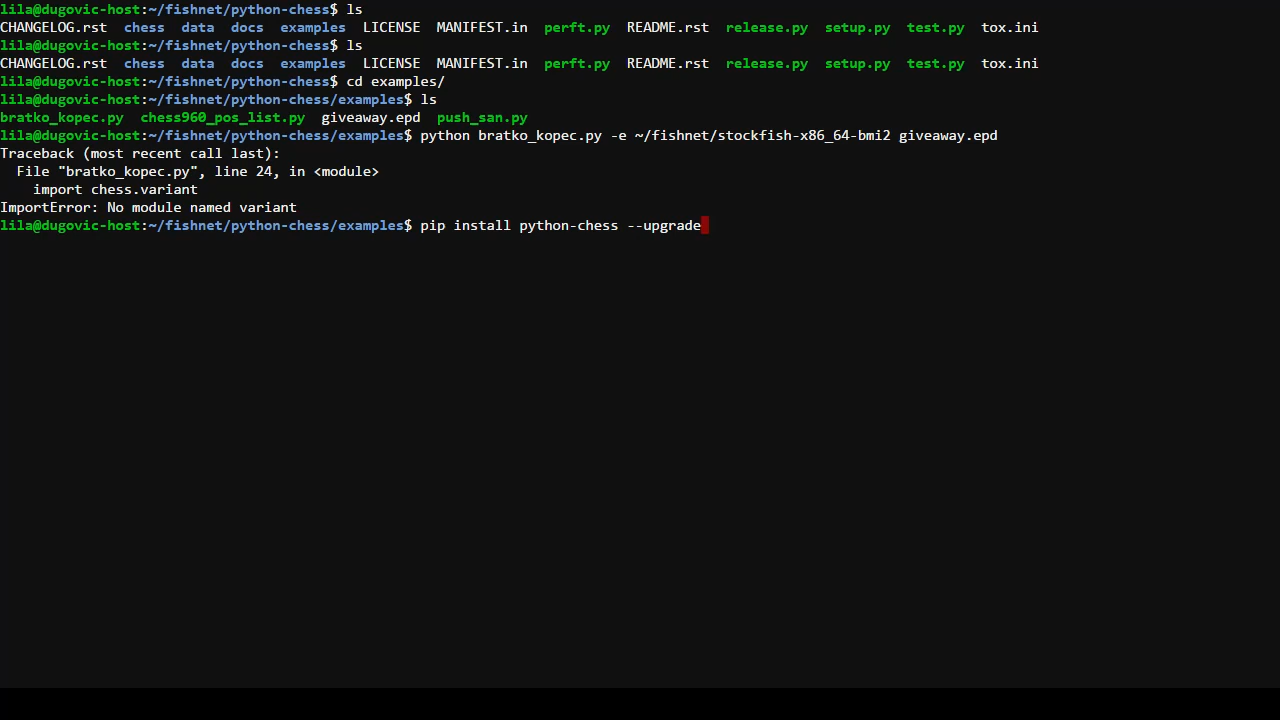 lila@dugovic-host:~/fishnet/python-chess$ ls
CHANGELOG.rst  chess  data  docs  examples  LICENSE  MANIFEST.in  perft.py  README.rst  release.py  setup.py  test.py  tox.ini
lila@dugovic-host:~/fishnet/python-chess$ ls
CHANGELOG.rst  chess  data  docs  examples  LICENSE  MANIFEST.in  perft.py  README.rst  release.py  setup.py  test.py  tox.ini
lila@dugovic-host:~/fishnet/python-chess$ cd examples/
lila@dugovic-host:~/fishnet/python-chess/examples$ ls
bratko_kopec.py  chess960_pos_list.py  giveaway.epd  push_san.py
lila@dugovic-host:~/fishnet/python-chess/examples$ python bratko_kopec.py -e ~/fishnet/stockfish-x86_64-bmi2 giveaway.epd
Traceback (most recent call last):
  File "bratko_kopec.py", line 24, in <module>
    import chess.variant
ImportError: No module named variant
lila@dugovic-host:~/fishnet/python-chess/examples$ pip install python-chess --upgrade